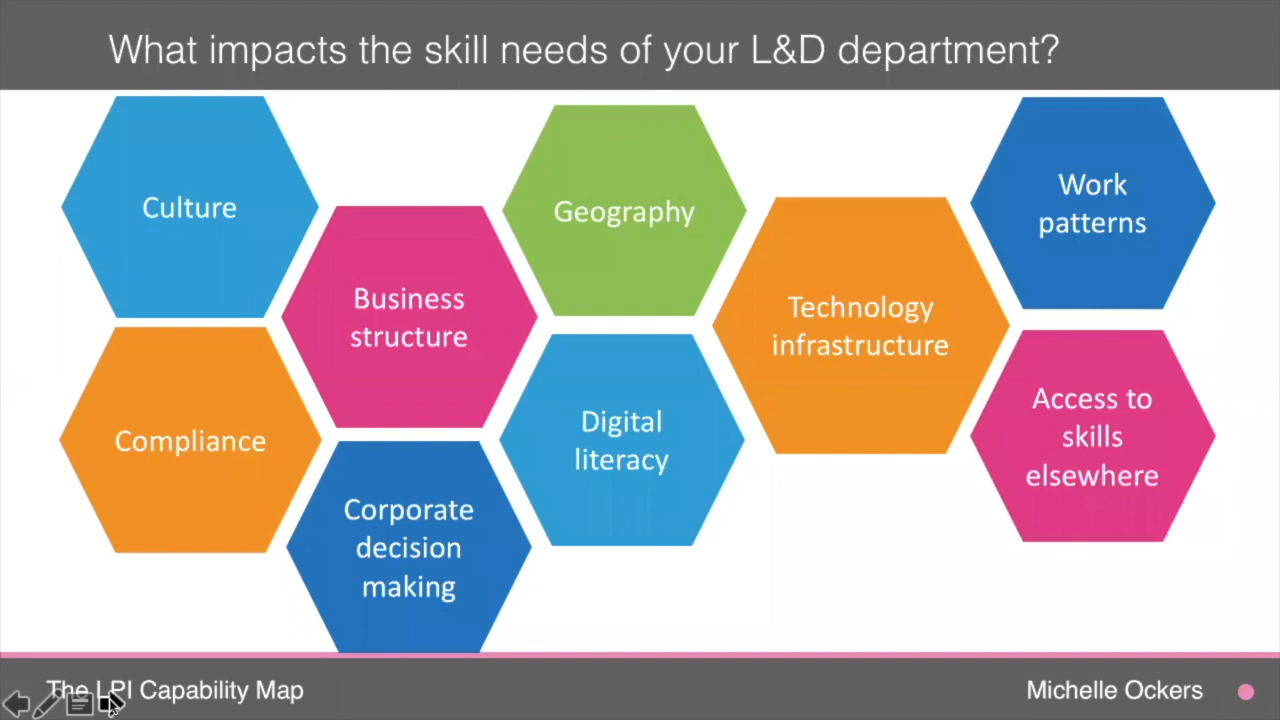 What impacts the skill needs of your L&D department?
Culture
Business
structure
Geography
Technology
infrastructure
Work
patterns
Compliance
Corporate
decision
making
Digital
literacy
Access to
skills
elsewhere
The LPI Capability Map
Michelle Ockers